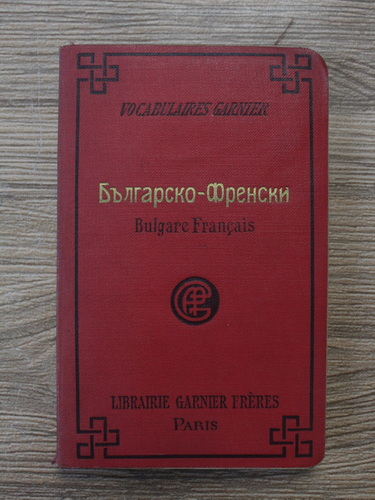 VOCABULAIRES GARNIER
Българско-Френски
Bulgare Français
LIBRAIRIE GARNIER FRÈRES
PARIS